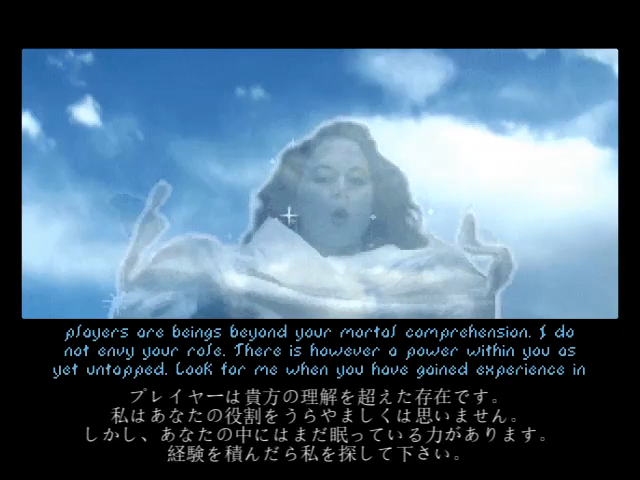 players are beings beyond your mortal comprehension. I do
not envy your role. There is however a power within you as
yet untapped. Look for me when you have gained experience in
プレイヤーは貴方の理解を超えた存在です。
私はあなたの役割をうらやましくは思いません。
しかし、あなたの中にはまだ眠っている力があります。
経験を積んだら私を探して下さい。